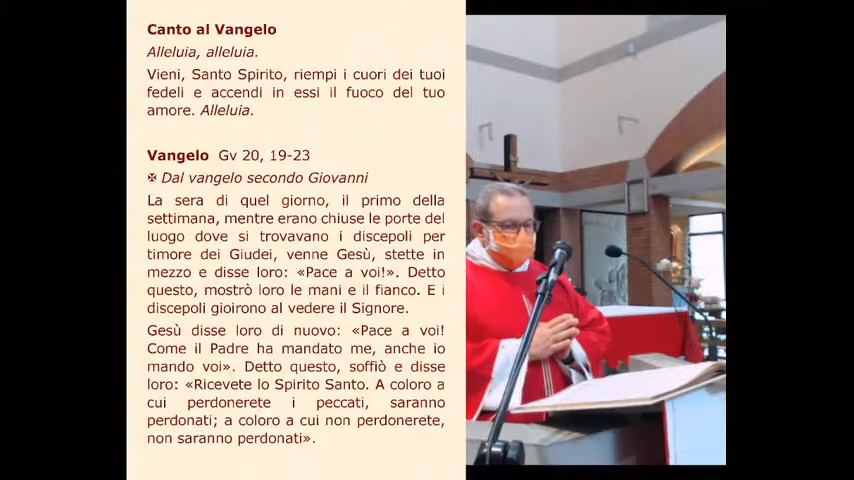 Canto al Vangelo
Alleluia, alleluia.
Vieni, Santo Spirito, riempi i cuori dei tuoi
fedeli e accendi in essi il fuoco del tuo
amore. Alleluia.
Vangelo Gv 20, 19-23
✠ Dal vangelo secondo Giovanni
La sera di quel giorno, il primo della
settimana, mentre erano chiuse le porte del
luogo dove si trovavano i discepoli per
timore dei Giudei, venne Gesù, stette in
mezzo e disse loro: «Pace a voi!». Detto
questo, mostrò loro le mani e il fianco. E i
discepoli gioirono al vedere il Signore.
Gesù disse loro di nuovo: «Pace a voi!
Come il Padre ha mandato me, anche io
mando voi». Detto questo, soffiò e disse
loro: «Ricevete lo Spirito Santo. A coloro a
cui perdonerete i peccati, saranno
perdonati; a coloro a cui non perdonerete,
non saranno perdonati».